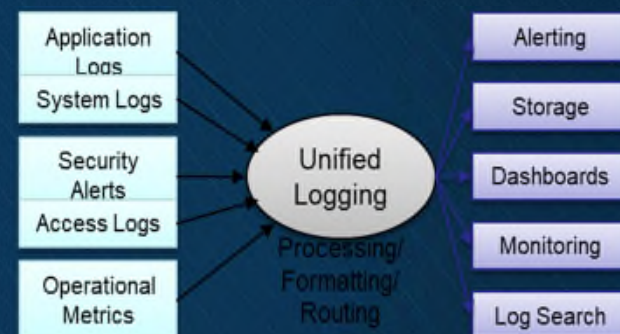 Application
Logs
System Logs
Security
Alerts
Access Logs
Operational
Metrics
Unified
Logging
Processing/
Formatting/
Routing
Alerting
Storage
Dashboards
Monitoring
Log Search